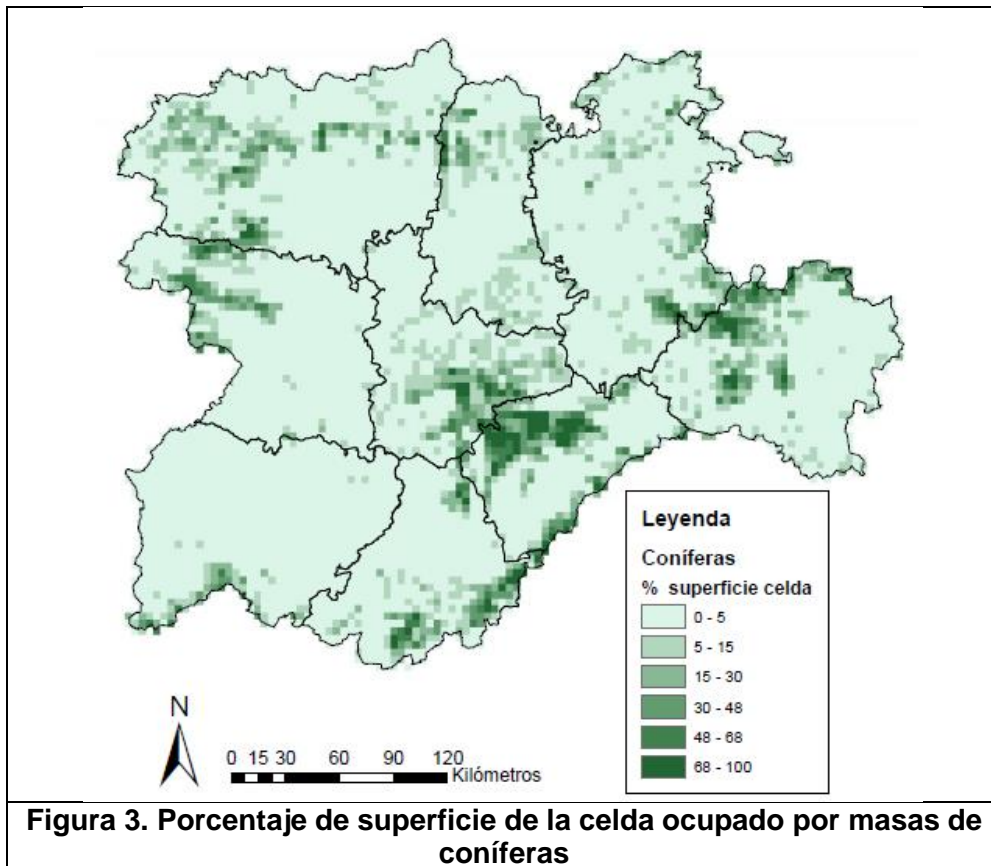 Leyenda
Coníferas
% superficie celda
0 - 5
5 - 15
15 - 30
30 - 48
48 - 68
68 - 100
N
0 15 30 60 90 120
Kilómetros
Figura 3. Porcentaje de superficie de la celda ocupado por masas de
coníferas